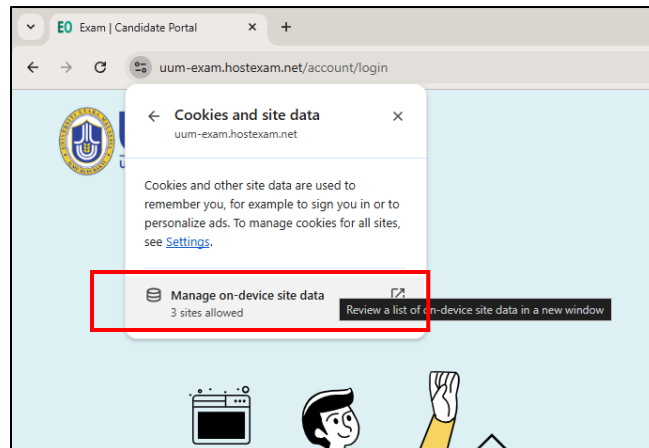 EO Exam | Candidate Portal
uum-exam.hostexam.net/account/login
Cookies and site data
uum-exam.hostexam.net
Cookies and other site data are used to
remember you, for example to sign you in or to
personalize ads. To manage cookies for all sites,
see Settings.
Manage on-device site data
3 sites allowed
Review a list of on-device site data in a new window